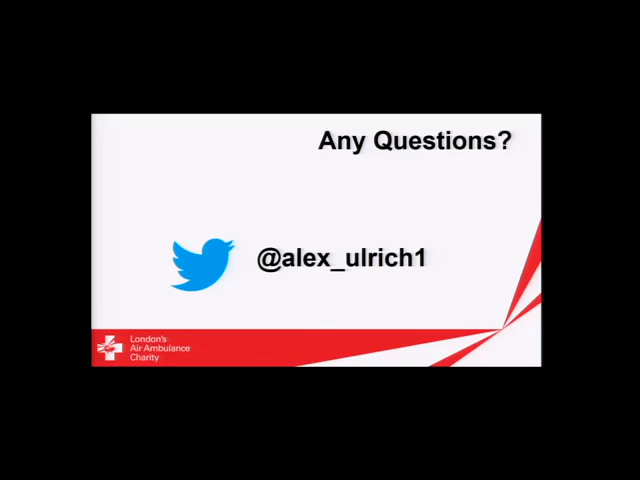 Any Questions?
@alex_ulrich1
London's
Air Ambulance
Charity